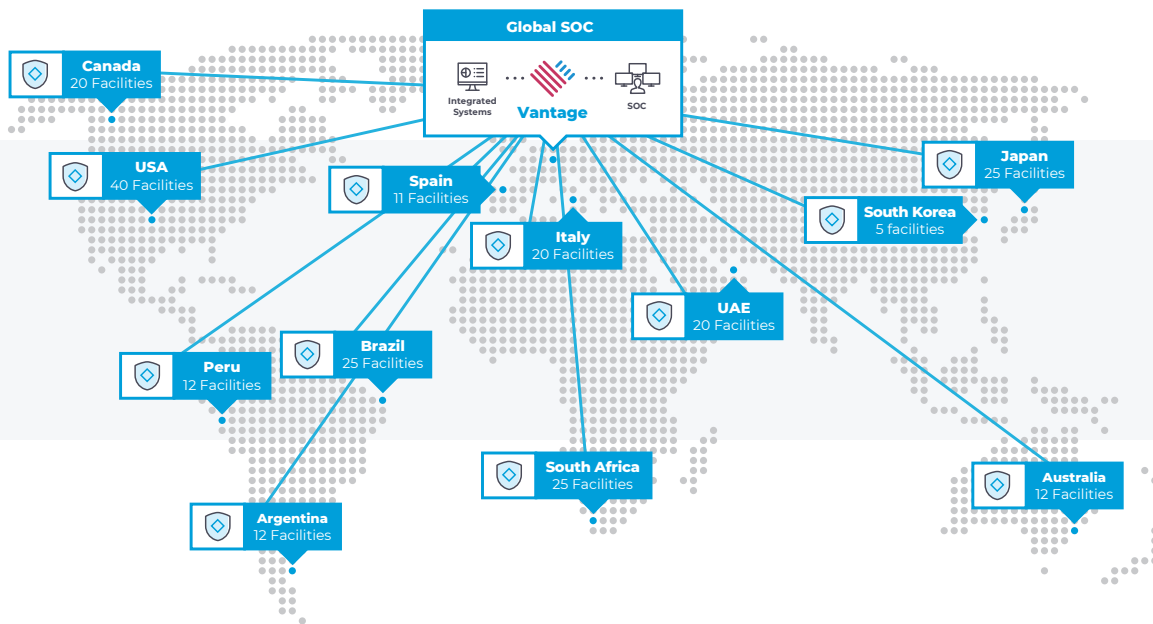 Global SOC
Integrated
Systems
Vantage
SOC
Canada
20 Facilities
USA
40 Facilities
Spain
11 Facilities
Italy
20 Facilities
Japan
25 Facilities
South Korea
5 facilities
UAE
20 Facilities
Brazil
25 Facilities
Peru
12 Facilities
South Africa
25 Facilities
Australia
12 Facilities
Argentina
12 Facilities